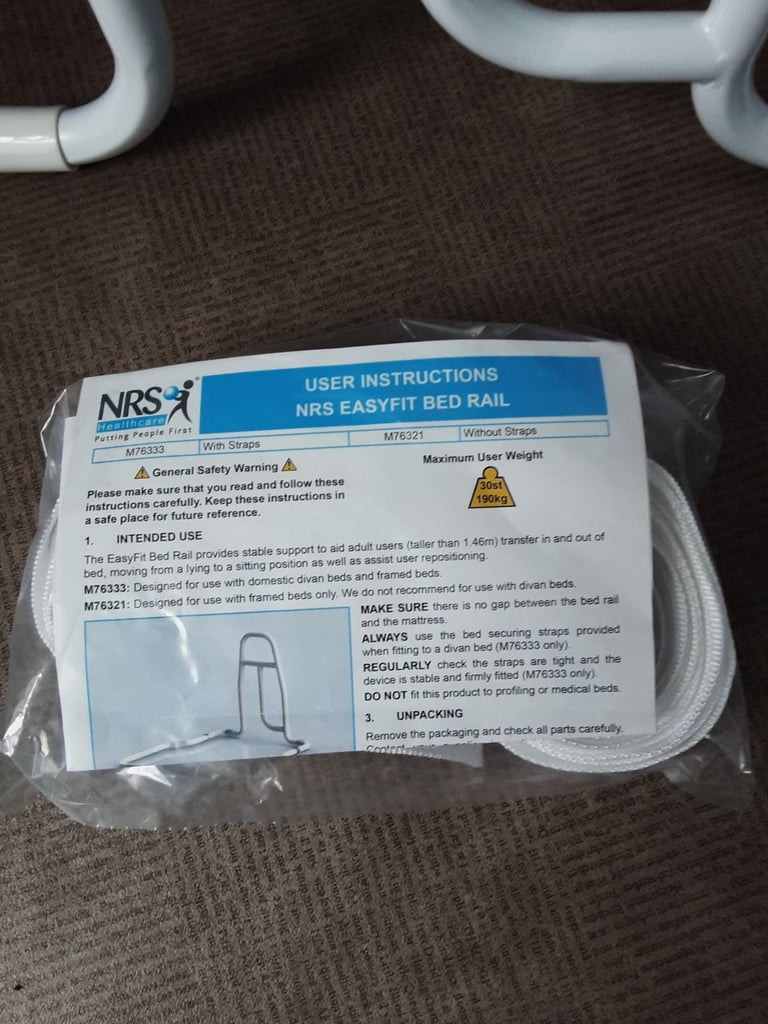 NRS
Healthcare
Putting People First
USER INSTRUCTIONS
NRS EASYFIT BED RAIL
M76333 With Straps M76321 Without Straps
General Safety Warning
Please make sure that you read and follow these
instructions carefully. Keep these instructions in
a safe place for future reference.
Maximum User Weight
30st
190kg
1. INTENDED USE
The EasyFit Bed Rail provides stable support to aid adult users (taller than 1.46m) transfer in and out of
bed, moving from a lying to a sitting position as well as assist user repositioning.
M76333: Designed for use with domestic divan beds and framed beds.
M76321: Designed for use with framed beds only. We do not recommend for use with divan beds.
MAKE SURE there is no gap between the bed rail
and the mattress.
ALWAYS use the bed securing straps provided
when fitting to a divan bed (M76333 only).
REGULARLY check the straps are tight and the
device is stable and firmly fitted (M76333 only).
DO NOT fit this product to profiling or medical beds.
3. UNPACKING
Remove the packaging and check all parts carefully.
Contact your